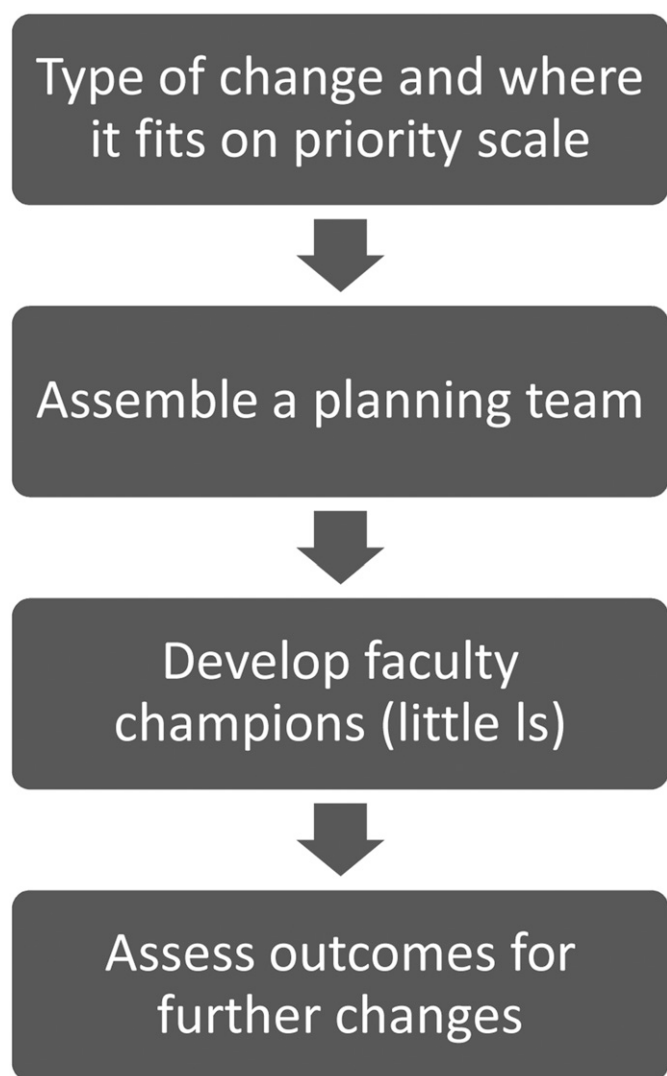 Type of change and where
it fits on priority scale
Assemble a planning team
Develop faculty
champions (little ls)
Assess outcomes for
further changes